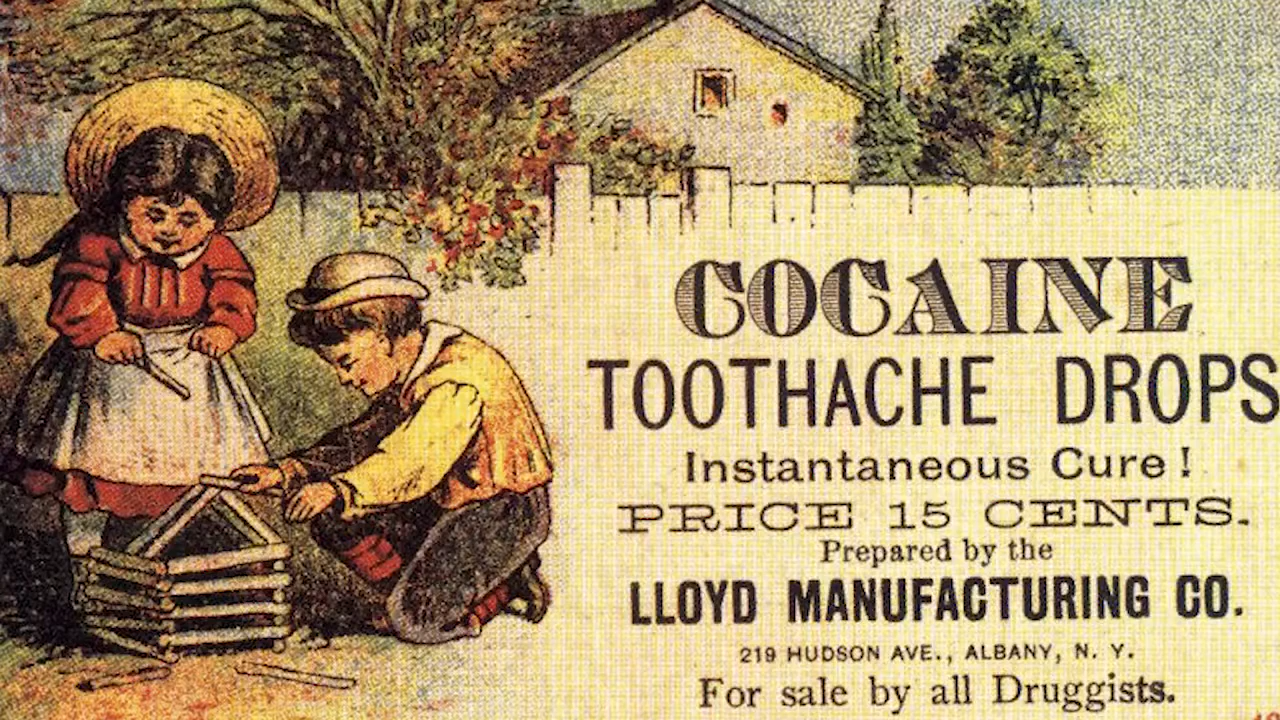 COCAINE
TOOTHACHE DROPS
Instantaneous Cure!
PRICE 15 CENTS.
Prepared by the
LLOYD MANUFACTURING CO.
219 HUDSON AVE., ALBANY, N. Y.
For sale by all Druggists.